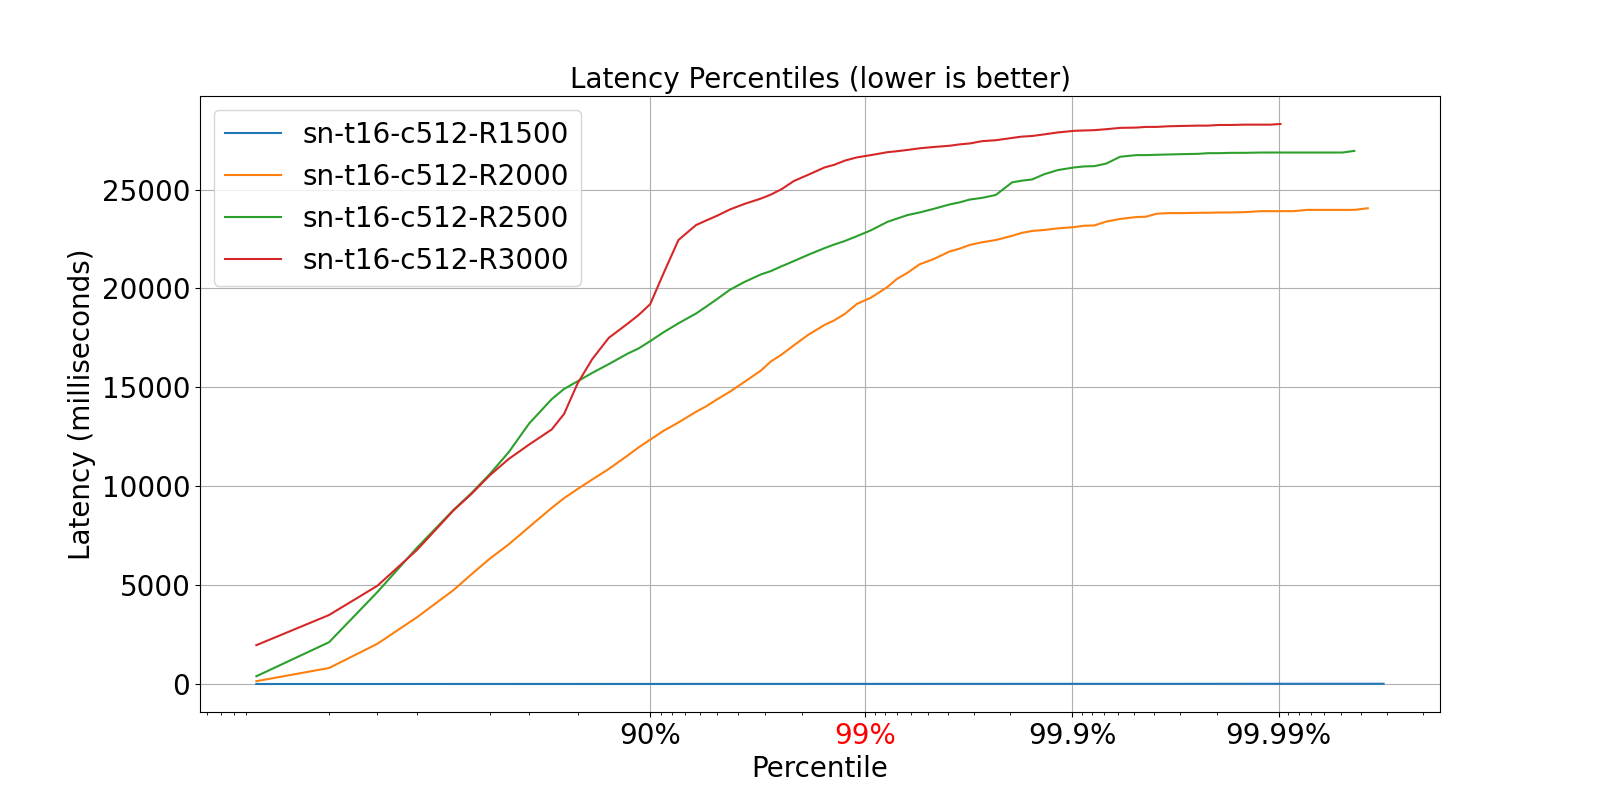 Latency Percentiles (lower is better)
sn-t16-c512-R1500
sn-t16-c512-R2000
sn-t16-c512-R2500
sn-t16-c512-R3000
Latency (milliseconds)
25000
20000
15000
10000
5000
0
90% 99% 99.9% 99.99%
Percentile